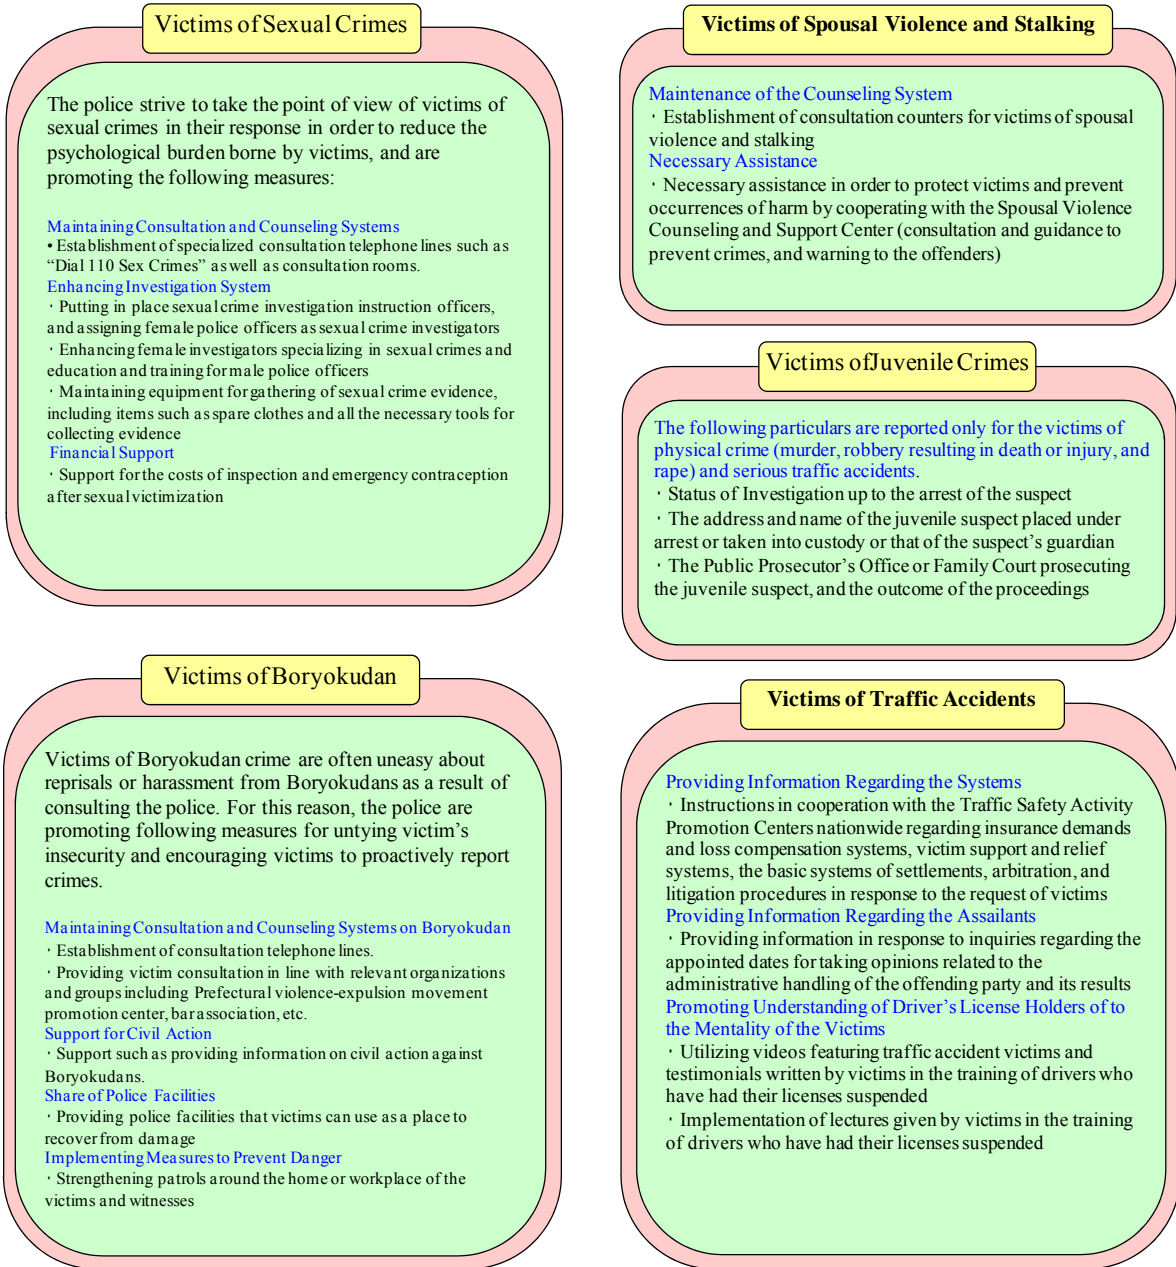 Victims of Sexual Crimes
The police strive to take the point of view of victims of
sexual crimes in their response in order to reduce the
psychological burden borne by victims, and are
promoting the following measures:
Maintaining Consultation and Counseling Systems
• Establishment of specialized consultation telephone lines such as
“Dial 110 Sex Crimes” as well as consultation rooms.
Enhancing Investigation System
・Putting in place sexual crime investigation instruction officers,
and assigning female police officers as sexual crime investigators
・Enhancing female investigators specializing in sexual crimes and
education and training for male police officers
・Maintaining equipment for gathering of sexual crime evidence,
including items such as spare clothes and all the necessary tools for
collecting evidence
Financial Support
・Support for the costs of inspection and emergency contraception
after sexual victimization
Victims of Spousal Violence and Stalking
Maintenance of the Counseling System
・Establishment of consultation counters for victims of spousal
violence and stalking
Necessary Assistance
・Necessary assistance in order to protect victims and prevent
occurrences of harm by cooperating with the Spousal Violence
Counseling and Support Center (consultation and guidance to
prevent crimes, and warning to the offenders)
Victims of Juvenile Crimes
The following particulars are reported only for the victims of
physical crime (murder, robbery resulting in death or injury, and
rape) and serious traffic accidents.
・Status of Investigation up to the arrest of the suspect
・The address and name of the juvenile suspect placed under
arrest or taken into custody or that of the suspect’s guardian
・The Public Prosecutor’s Office or Family Court prosecuting
the juvenile suspect, and the outcome of the proceedings
Victims of Boryokudan
Victims of Boryokudan crime are often uneasy about
reprisals or harassment from Boryokudans as a result of
consulting the police. For this reason, the police are
promoting following measures for untying victim’s
insecurity and encouraging victims to proactively report
crimes.
Maintaining Consultation and Counseling Systems on Boryokudan
・Establishment of consultation telephone lines.
・Providing victim consultation in line with relevant organizations
and groups including Prefectural violence-expulsion movement
promotion center, bar association, etc.
Support for Civil Action
・Support such as providing information on civil action against
Boryokudans.
Share of Police Facilities
・Providing police facilities that victims can use as a place to
recover from damage
Implementing Measures to Prevent Danger
・Strengthening patrols around the home or workplace of the
victims and witnesses
Victims of Traffic Accidents
Providing Information Regarding the Systems
・Instructions in cooperation with the Traffic Safety Activity
Promotion Centers nationwide regarding insurance demands
and loss compensation systems, victim support and relief
systems, the basic systems of settlements, arbitration, and
litigation procedures in response to the request of victims
Providing Information Regarding the Assailants
・Providing information in response to inquiries regarding the
appointed dates for taking opinions related to the
administrative handling of the offending party and its results
Promoting Understanding of Driver’s License Holders of to
the Mentality of the Victims
・Utilizing videos featuring traffic accident victims and
testimonials written by victims in the training of drivers who
have had their licenses suspended
・Implementation of lectures given by victims in the training
of drivers who have had their licenses suspended